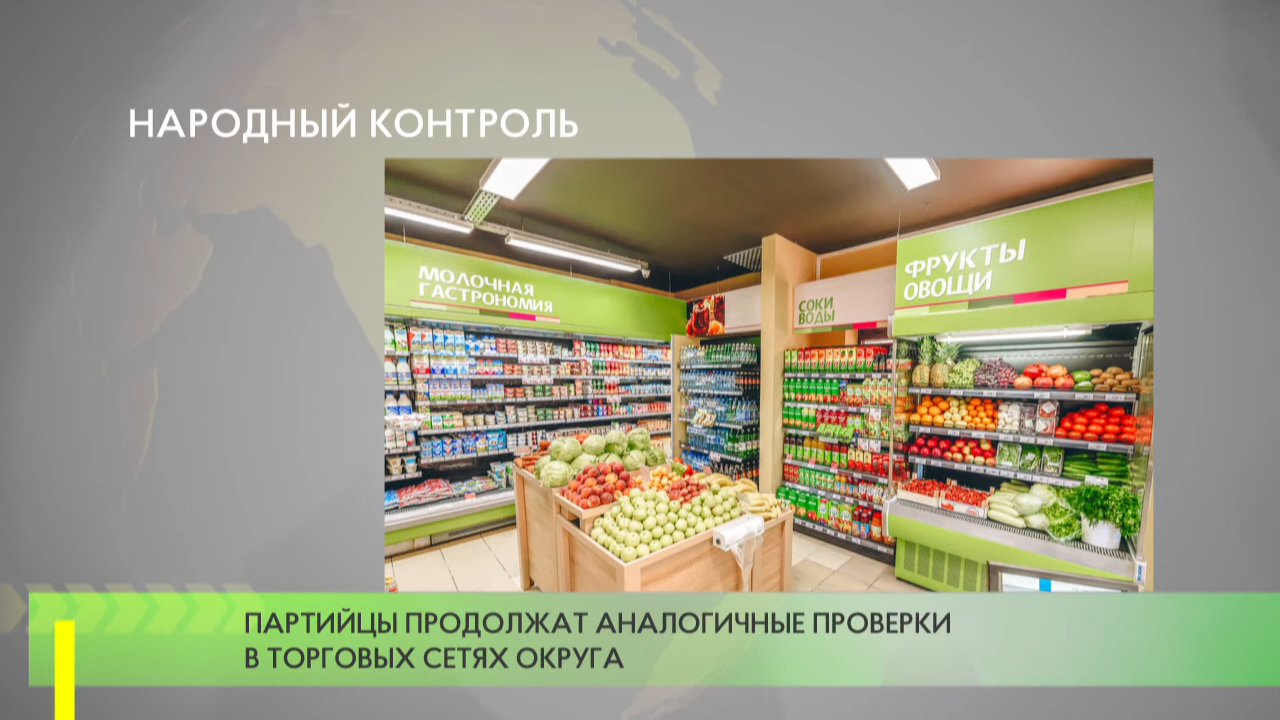 НАРОДНЫЙ КОНТРОЛЬ
МОЛОЧНАЯ
ГАСТРОНОМИЯ
СОКИ
ВОДЫ
ФРУКТЫ
ОВОЩИ
ПАРТИЙЦЫ ПРОДОЛЖАТ АНАЛОГИЧНЫЕ ПРОВЕРКИ
В ТОРГОВЫХ СЕТЯХ ОКРУГА